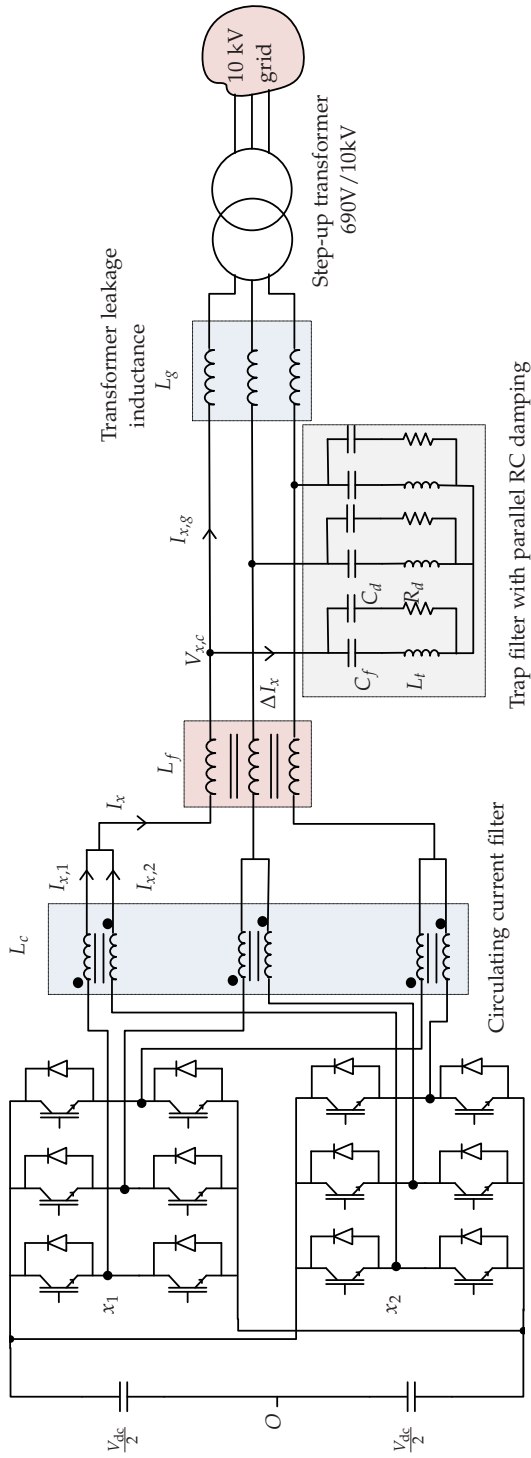 V_dc/2
O
V_dc/2
x_1
x_2
L_c
Circulating current filter
I_{x,1}
I_{x,2}
I_x
L_f
ΔI_x
V_{x,c}
I_{x,g}
C_f
L_t
C_d
R_d
Trap filter with parallel RC damping
Transformer leakage
inductance
L_g
Step-up transformer
690V/10kV
10 kV
grid